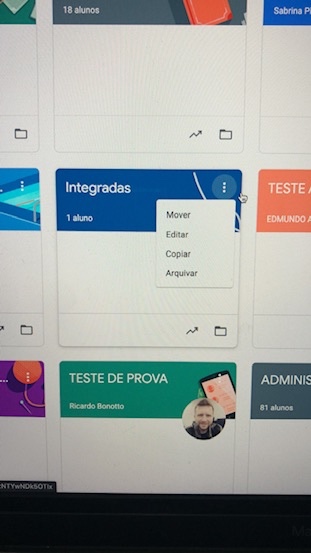 18 alunos
Sabrina Pi
Integradas
1 aluno
Mover
Editar
Copiar
Arquivar
TESTE A
EDMUNDO A
TESTE DE PROVA
Ricardo Bonotto
ADMINIS
81 alunos